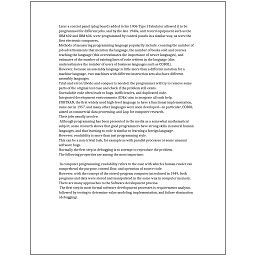 Later a control panel (plug board) added to his 1906 Type I Tabulator allowed it to be
programmed for different jobs, and by the late 1940s, unit record equipment such as the
IBM 602 and IBM 604, were programmed by control panels in a similar way, as were the
first electronic computers.
Methods of measuring programming language popularity include: counting the number of
job advertisements that mention the language, the number of books sold and courses
teaching the language (this overestimates the importance of newer languages), and
estimates of the number of existing lines of code written in the language (this
underestimates the number of users of business languages such as COBOL).
However, because an assembly language is little more than a different notation for a
machine language, two machines with different instruction sets also have different
assembly languages.
Trial-and-error/divide-and-conquer is needed: the programmer will try to remove some
parts of the original test case and check if the problem still exists.
Unreadable code often leads to bugs, inefficiencies, and duplicated code.
Integrated development environments (IDEs) aim to integrate all such help.
FORTRAN, the first widely used high-level language to have a functional implementation,
came out in 1957, and many other languages were soon developed—in particular, COBOL
aimed at commercial data processing, and Lisp for computer research.
Their jobs usually involve:
Although programming has been presented in the media as a somewhat mathematical
subject, some research shows that good programmers have strong skills in natural human
languages, and that learning to code is similar to learning a foreign language.
However, readability is more than just programming style.
This can be a non-trivial task, for example as with parallel processes or some unusual
software bugs.
Normally the first step in debugging is to attempt to reproduce the problem.
The following properties are among the most important:
In computer programming, readability refers to the ease with which a human reader can
comprehend the purpose, control flow, and operation of source code.
However, with the concept of the stored-program computer introduced in 1949, both
programs and data were stored and manipulated in the same way in computer memory.
There are many approaches to the Software development process.
The first step in most formal software development processes is requirements analysis,
followed by testing to determine value modeling, implementation, and failure elimination
(debugging).